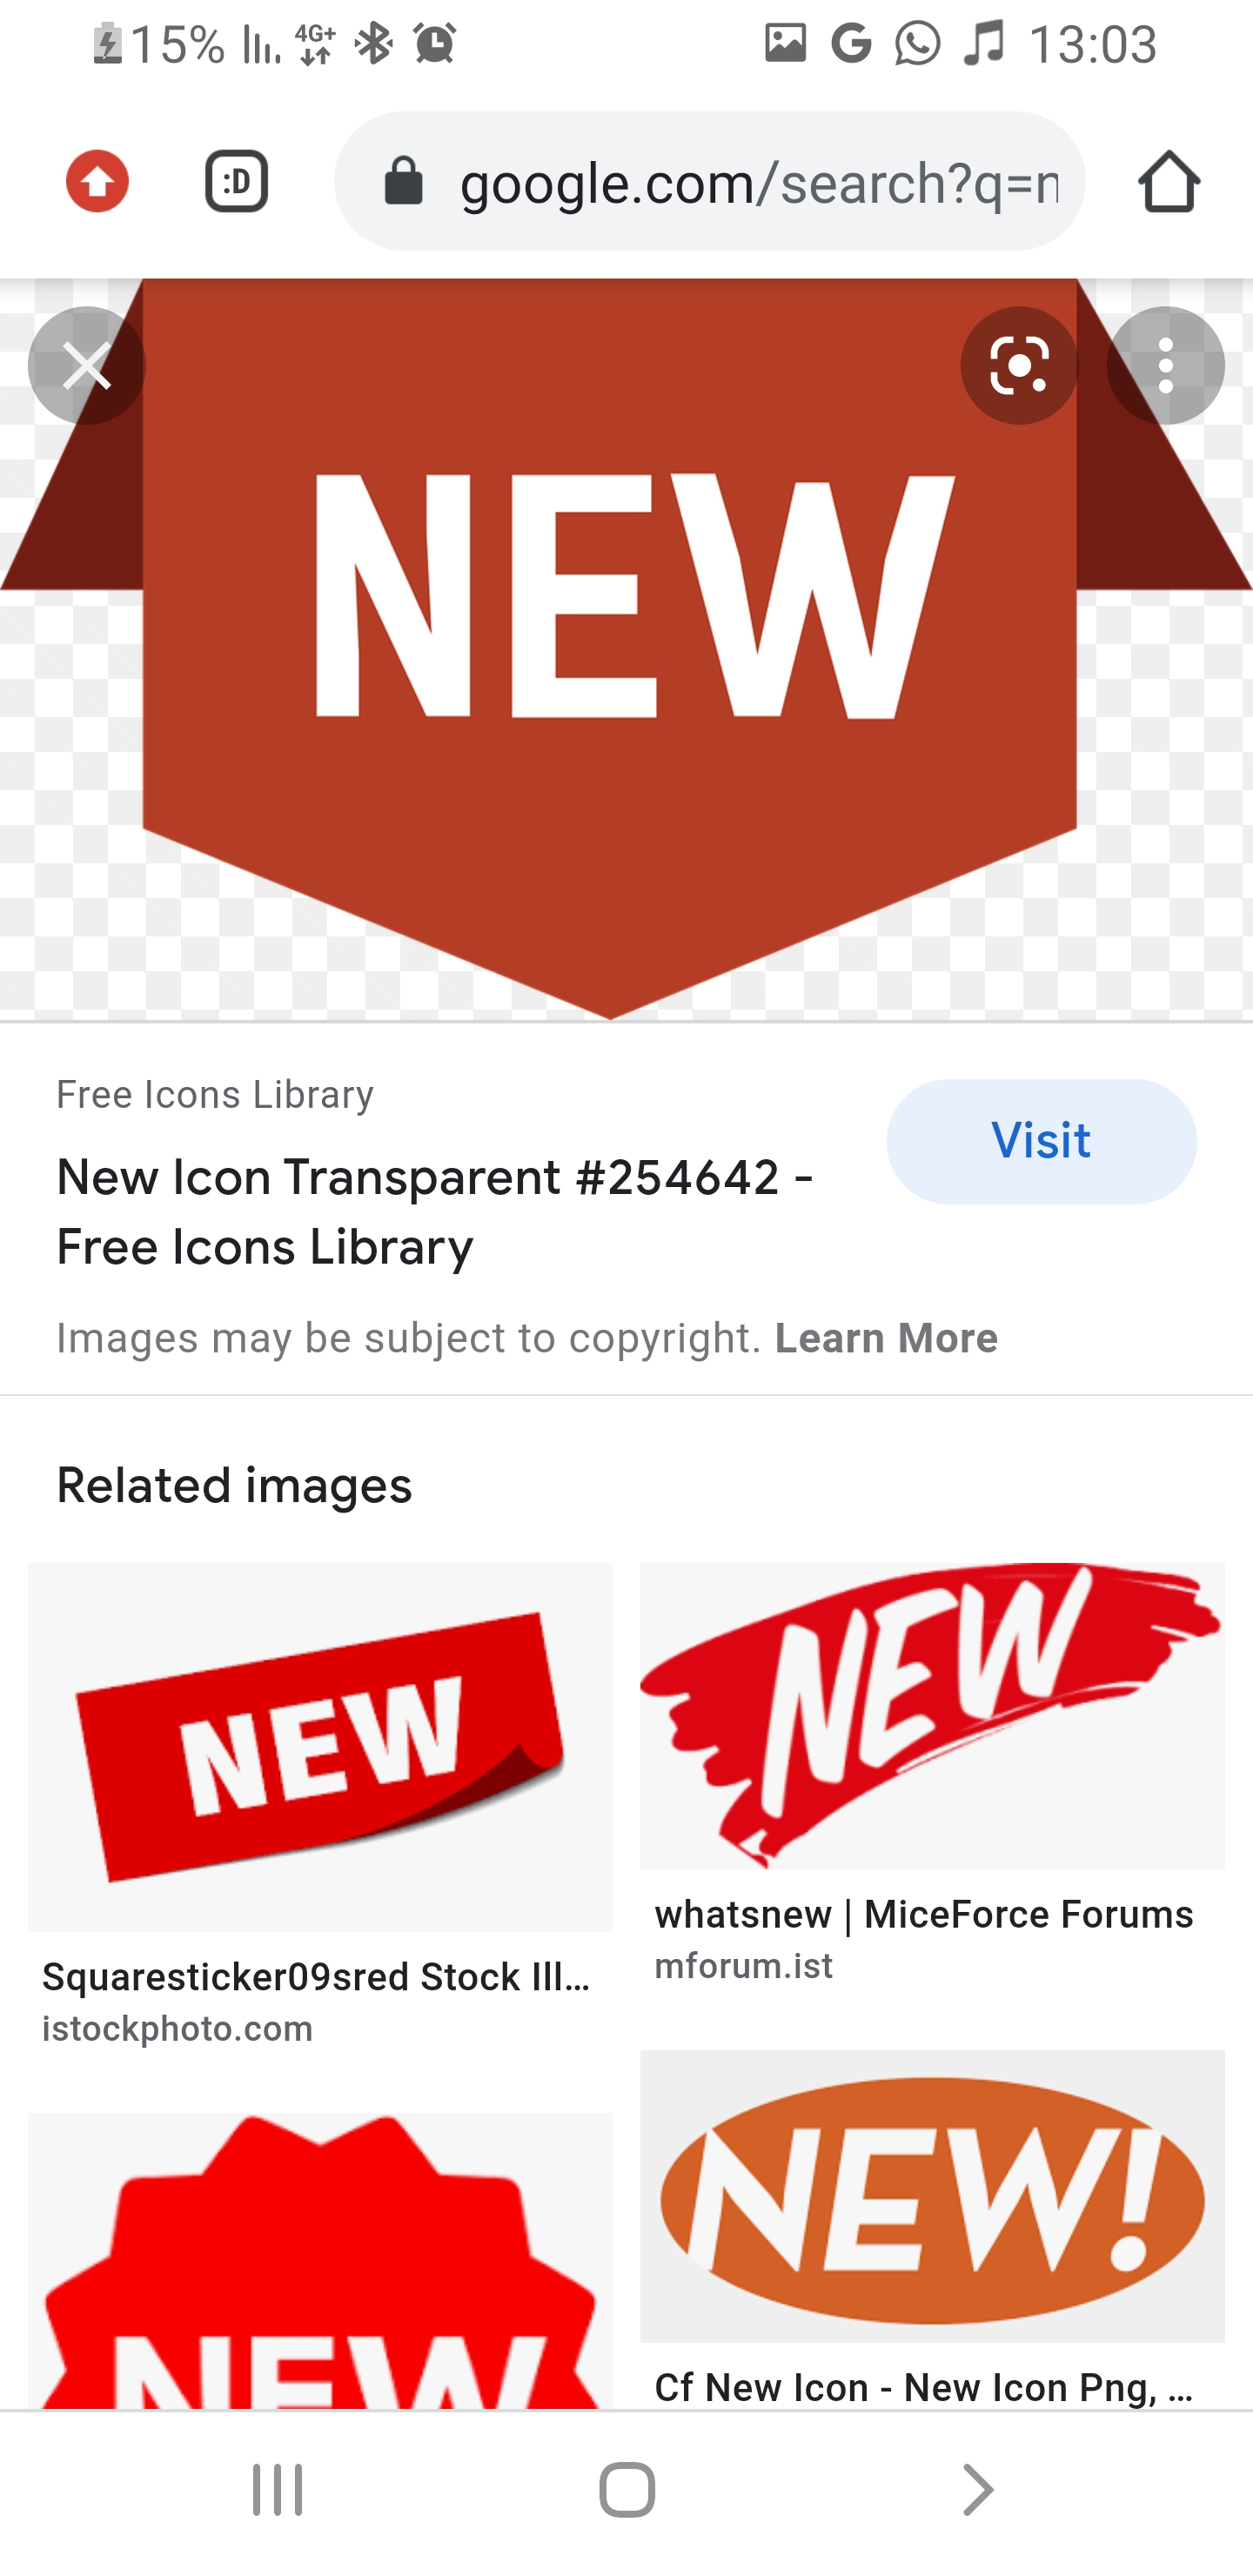 15% 4G+ 13:03
:D google.com/search?q=n
NEW
Free Icons Library
Visit
New Icon Transparent #254642 -
Free Icons Library
Images may be subject to copyright. Learn More
Related images
NEW
NEW
whatsnew | MiceForce Forums
mforum.ist
Squaresticker09sred Stock Ill...
istockphoto.com
NEW!
NEW
Cf New Icon - New Icon Png, ...